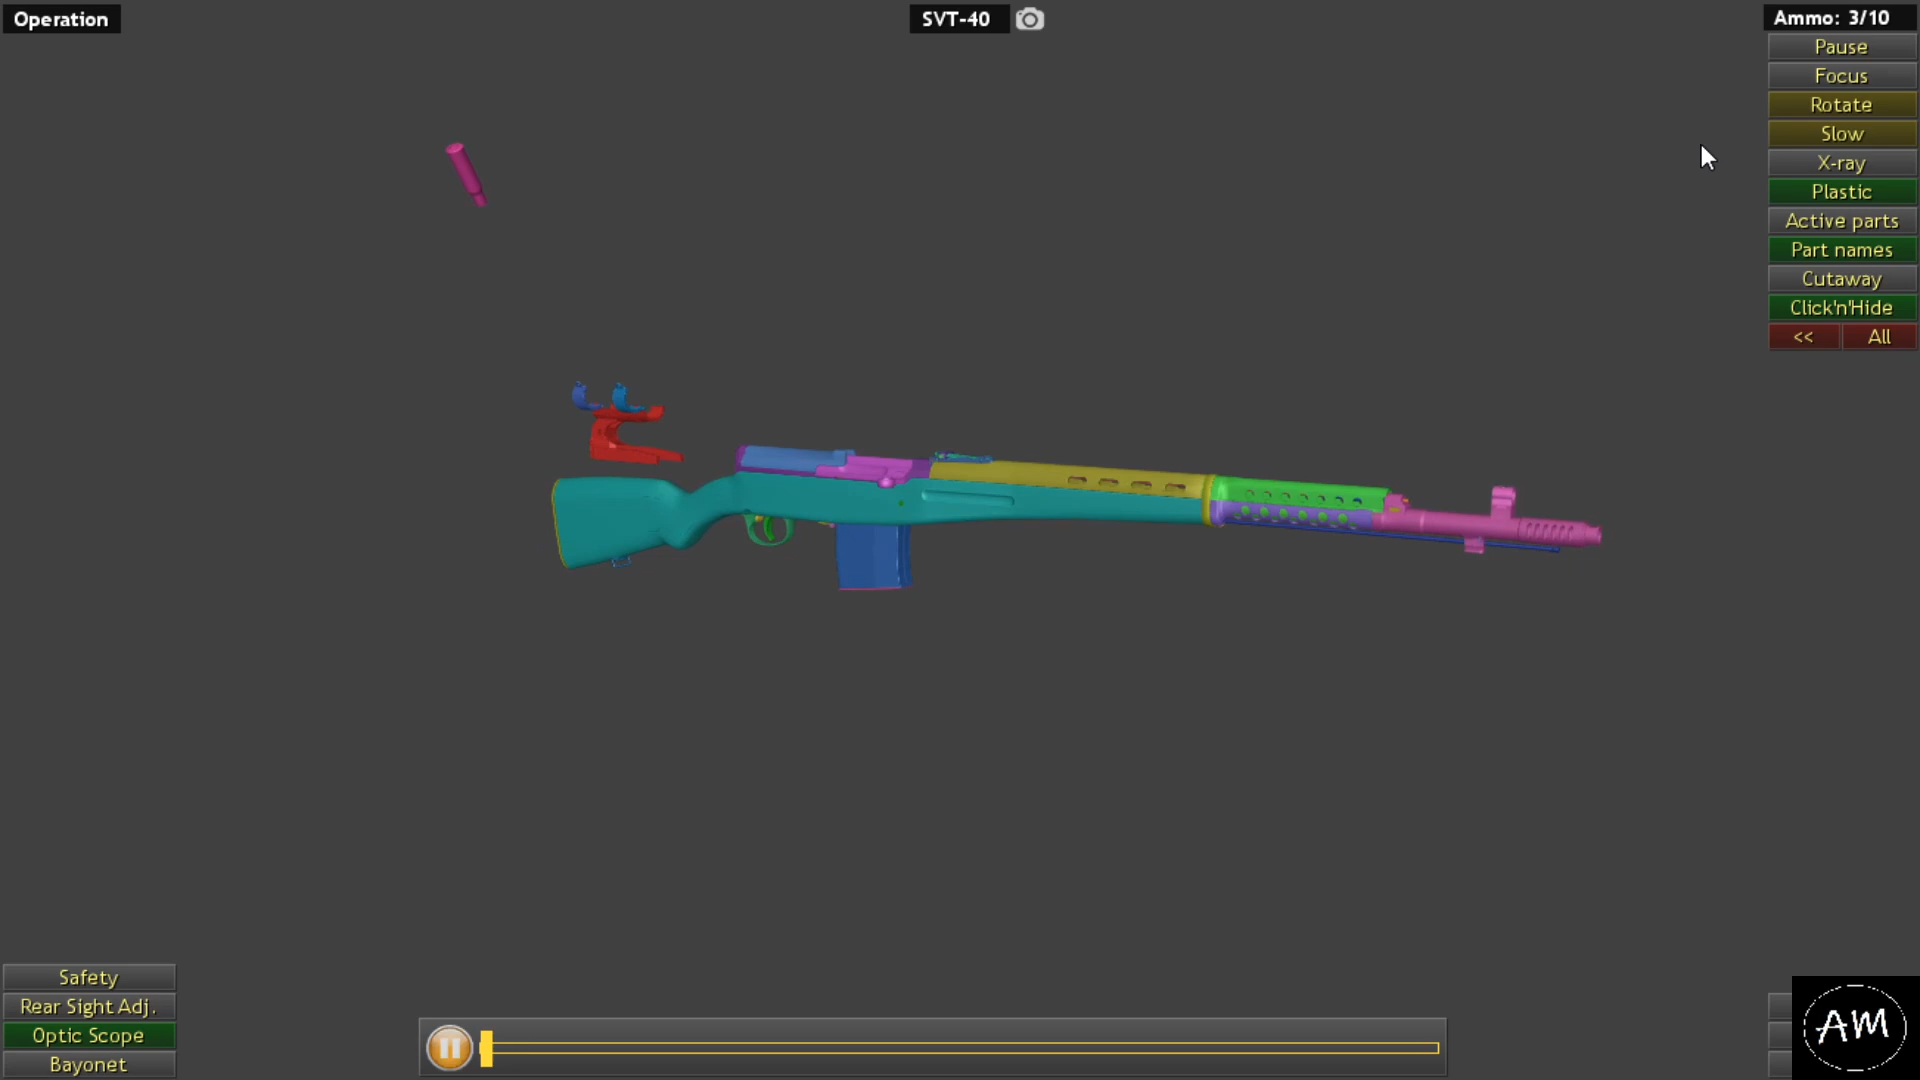 Operation
SVT-40
Ammo: 3/10
Pause
Focus
Rotate
Slow
X-ray
Plastic
Active parts
Part names
Cutaway
Click'n'Hide
<< All
Safety
Rear Sight Adj.
Optic Scope
Bayonet
AM